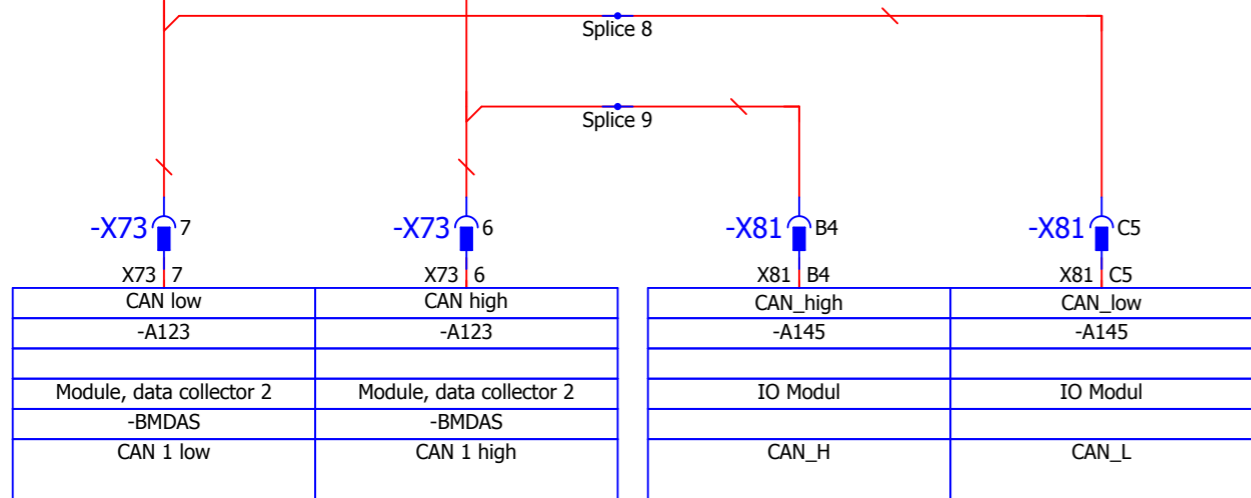 Splice 8
Splice 9
-X73 7
-X73 6
-X81 B4
-X81 C5
X73 7
X73 6
X81 B4
X81 C5
CAN low
CAN high
CAN_high
CAN_low
-A123
-A123
-A145
-A145
Module, data collector 2
Module, data collector 2
IO Modul
IO Modul
-BMDAS
-BMDAS
CAN 1 low
CAN 1 high
CAN_H
CAN_L